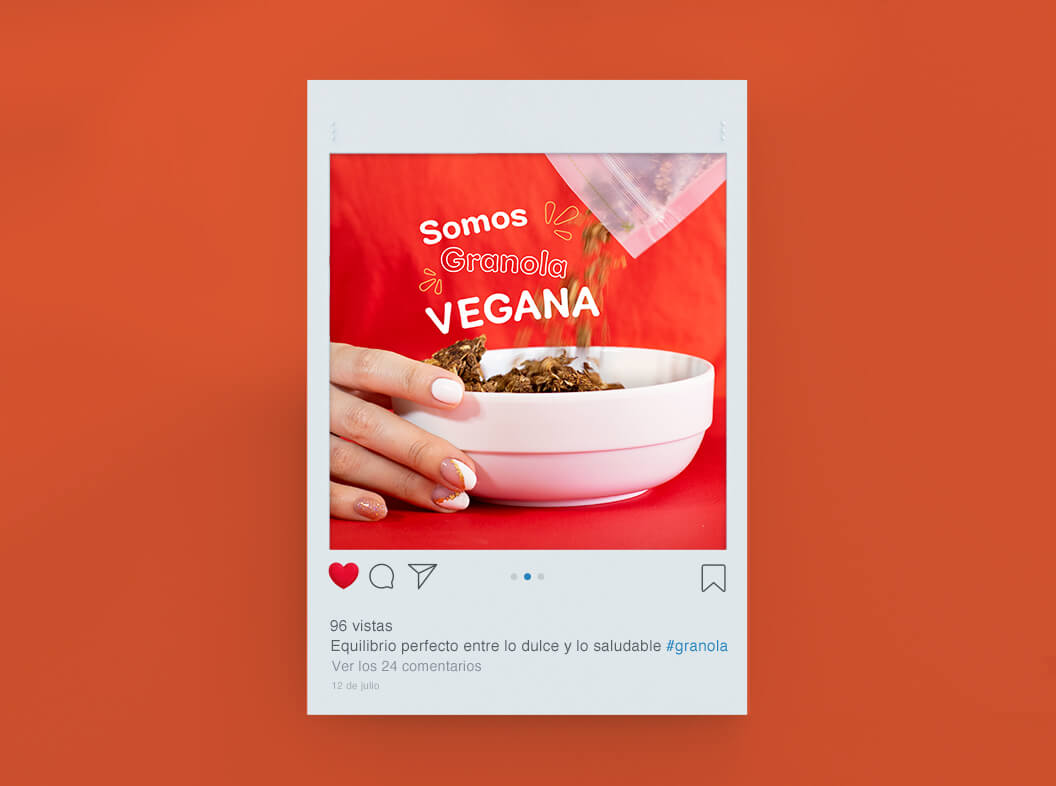 Somos
Granola
VEGANA
96 vistas
Equilibrio perfecto entre lo dulce y lo saludable #granola
Ver los 24 comentarios
12 de julio